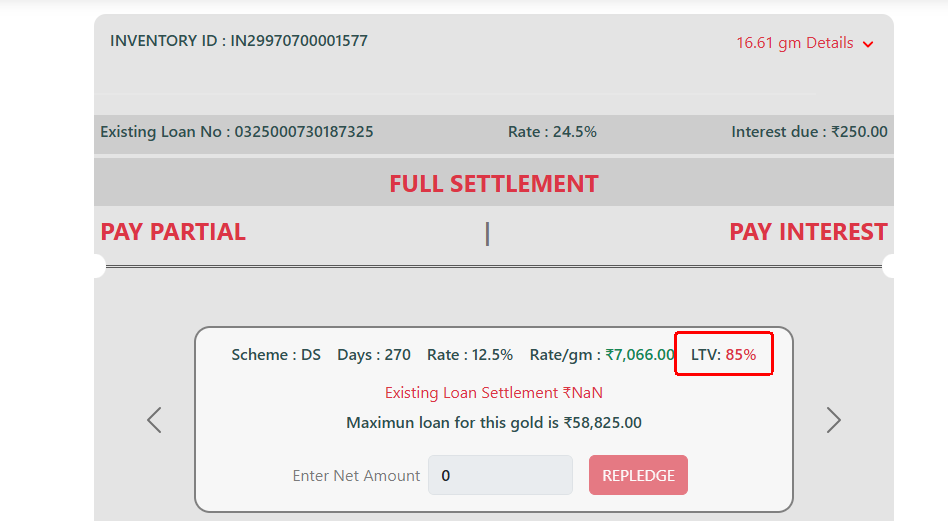 INVENTORY ID : IN29970700001577
16.61 gm Details
Existing Loan No : 0325000730187325 Rate : 24.5% Interest due : ₹250.00
FULL SETTLEMENT
PAY PARTIAL | PAY INTEREST
Scheme : DS Days : 270 Rate : 12.5% Rate/gm : ₹7,066.00 LTV: 85%
Existing Loan Settlement ₹NaN
Maximun loan for this gold is ₹58,825.00
Enter Net Amount 0 REPLEDGE